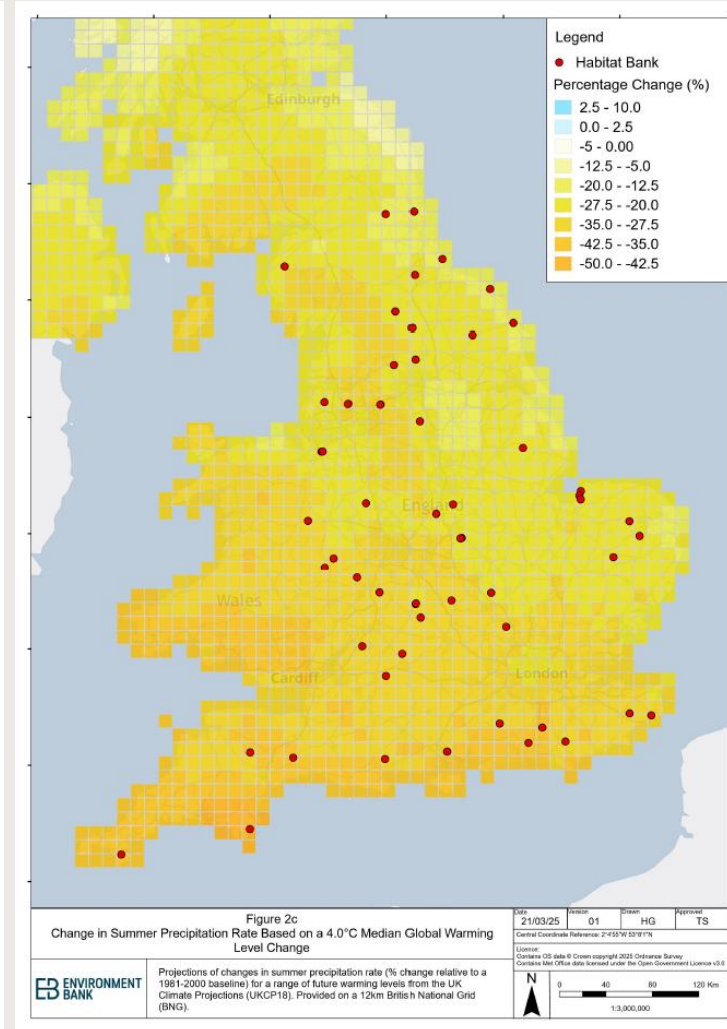 Legend
Habitat Bank
Percentage Change (%)
2.5 - 10.0
0.0 - 2.5
-5 - 0.00
-12.5 - -5.0
-20.0 - -12.5
-27.5 - -20.0
-35.0 - -27.5
-42.5 - -35.0
-50.0 - -42.5
Edinburgh
England
Wales
Cardiff
London
Figure 2c
Change in Summer Precipitation Rate Based on a 4.0°C Median Global Warming
Level Change
Date
21/03/25
Version
01
Drawn
HG
Approved
TS
Central Coordinate Reference: 2°4'55"W 53°8'1"N
Licence:
Contains OS data © Crown copyright 2025 Ordnance Survey
Contains Met Office data licensed under the Open Government Licence v3.0
EB ENVIRONMENT
BANK
Projections of changes in summer precipitation rate (% change relative to a
1981-2000 baseline) for a range of future warming levels from the UK
Climate Projections (UKCP18). Provided on a 12km British National Grid
(BNG).
N
0 40 80 120 Km
1:3,000,000